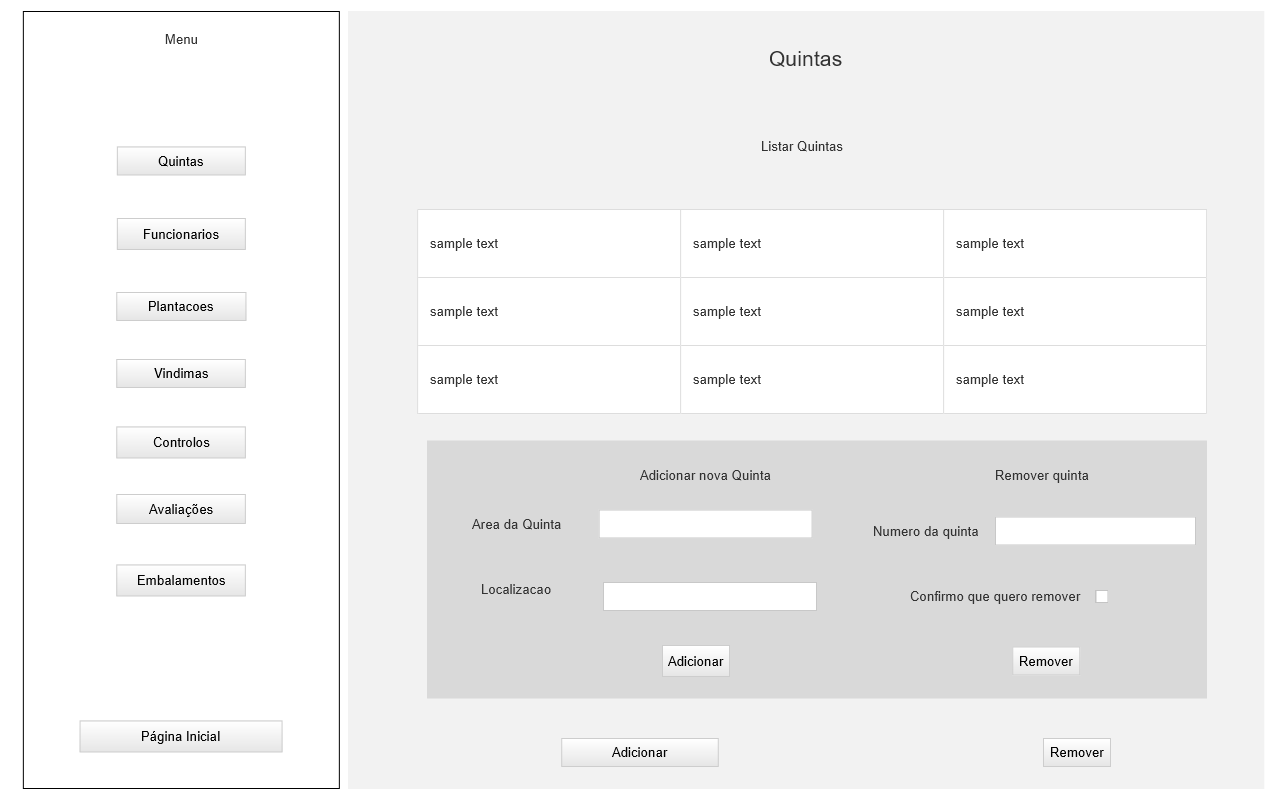 Menu
Quintas
Funcionarios
Plantacoes
Vindimas
Controlos
Avaliações
Embalamentos
Página Inicial
Quintas
Listar Quintas
sample text sample text sample text
sample text sample text sample text
sample text sample text sample text
Adicionar nova Quinta
Area da Quinta
Localizacao
Adicionar
Remover quinta
Numero da quinta
Confirmo que quero remover
Remover
Adicionar
Remover